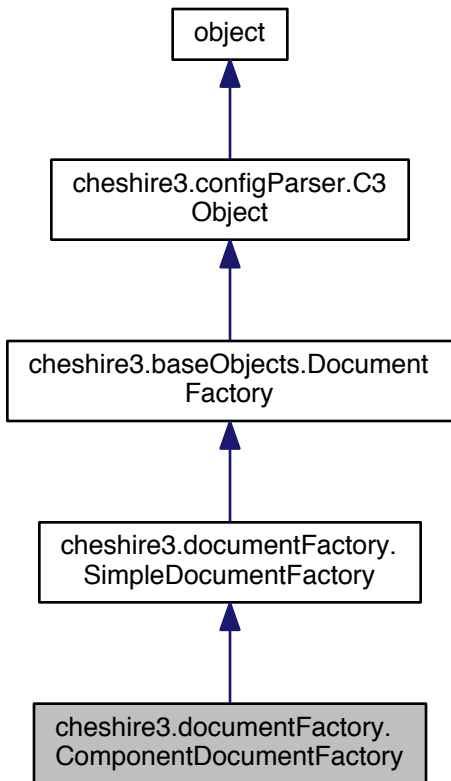 object
cheshire3.configParser.C3
Object
cheshire3.baseObjects.Document
Factory
cheshire3.documentFactory.
SimpleDocumentFactory
cheshire3.documentFactory.
ComponentDocumentFactory